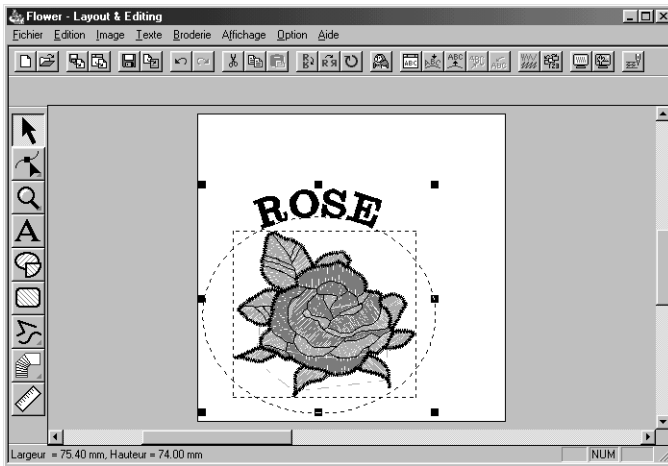 Flower - Layout & Editing
Fichier Edition Image Texte Broderie Affichage Option Aide
ROSE
A
Largeur = 75.40 mm, Hauteur = 74.00 mm
NUM